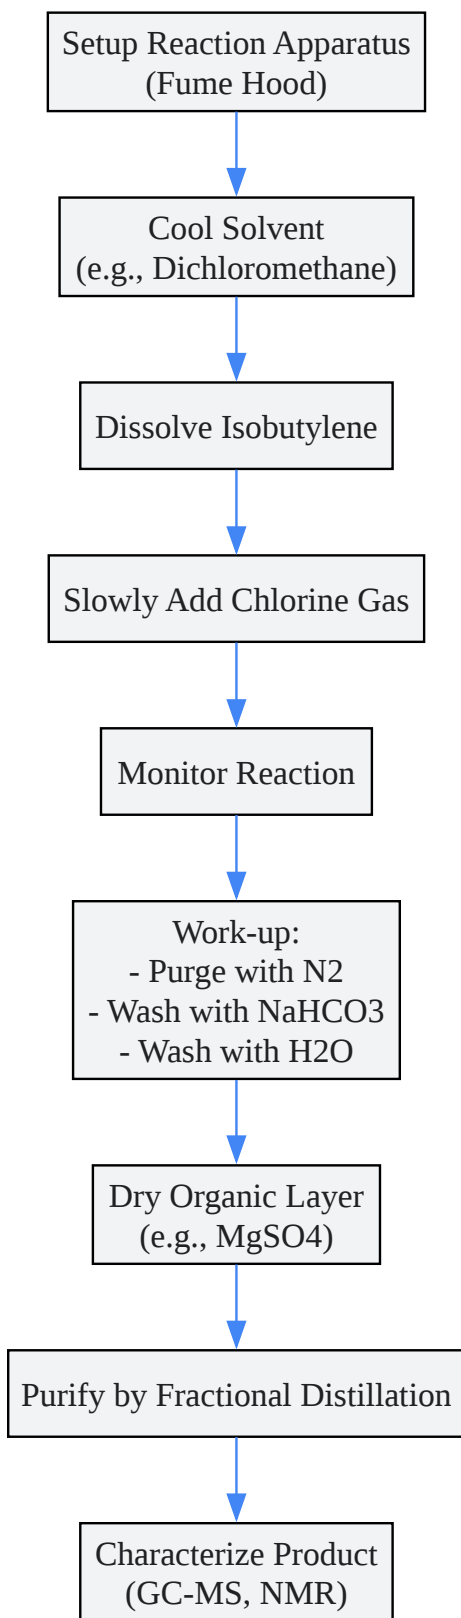 Setup Reaction Apparatus
(Fume Hood)
Cool Solvent
(e.g., Dichloromethane)
Dissolve Isobutylene
Slowly Add Chlorine Gas
Monitor Reaction
Work-up:
- Purge with N2
- Wash with NaHCO3
- Wash with H2O
Dry Organic Layer
(e.g., MgSO4)
Purify by Fractional Distillation
Characterize Product
(GC-MS, NMR)